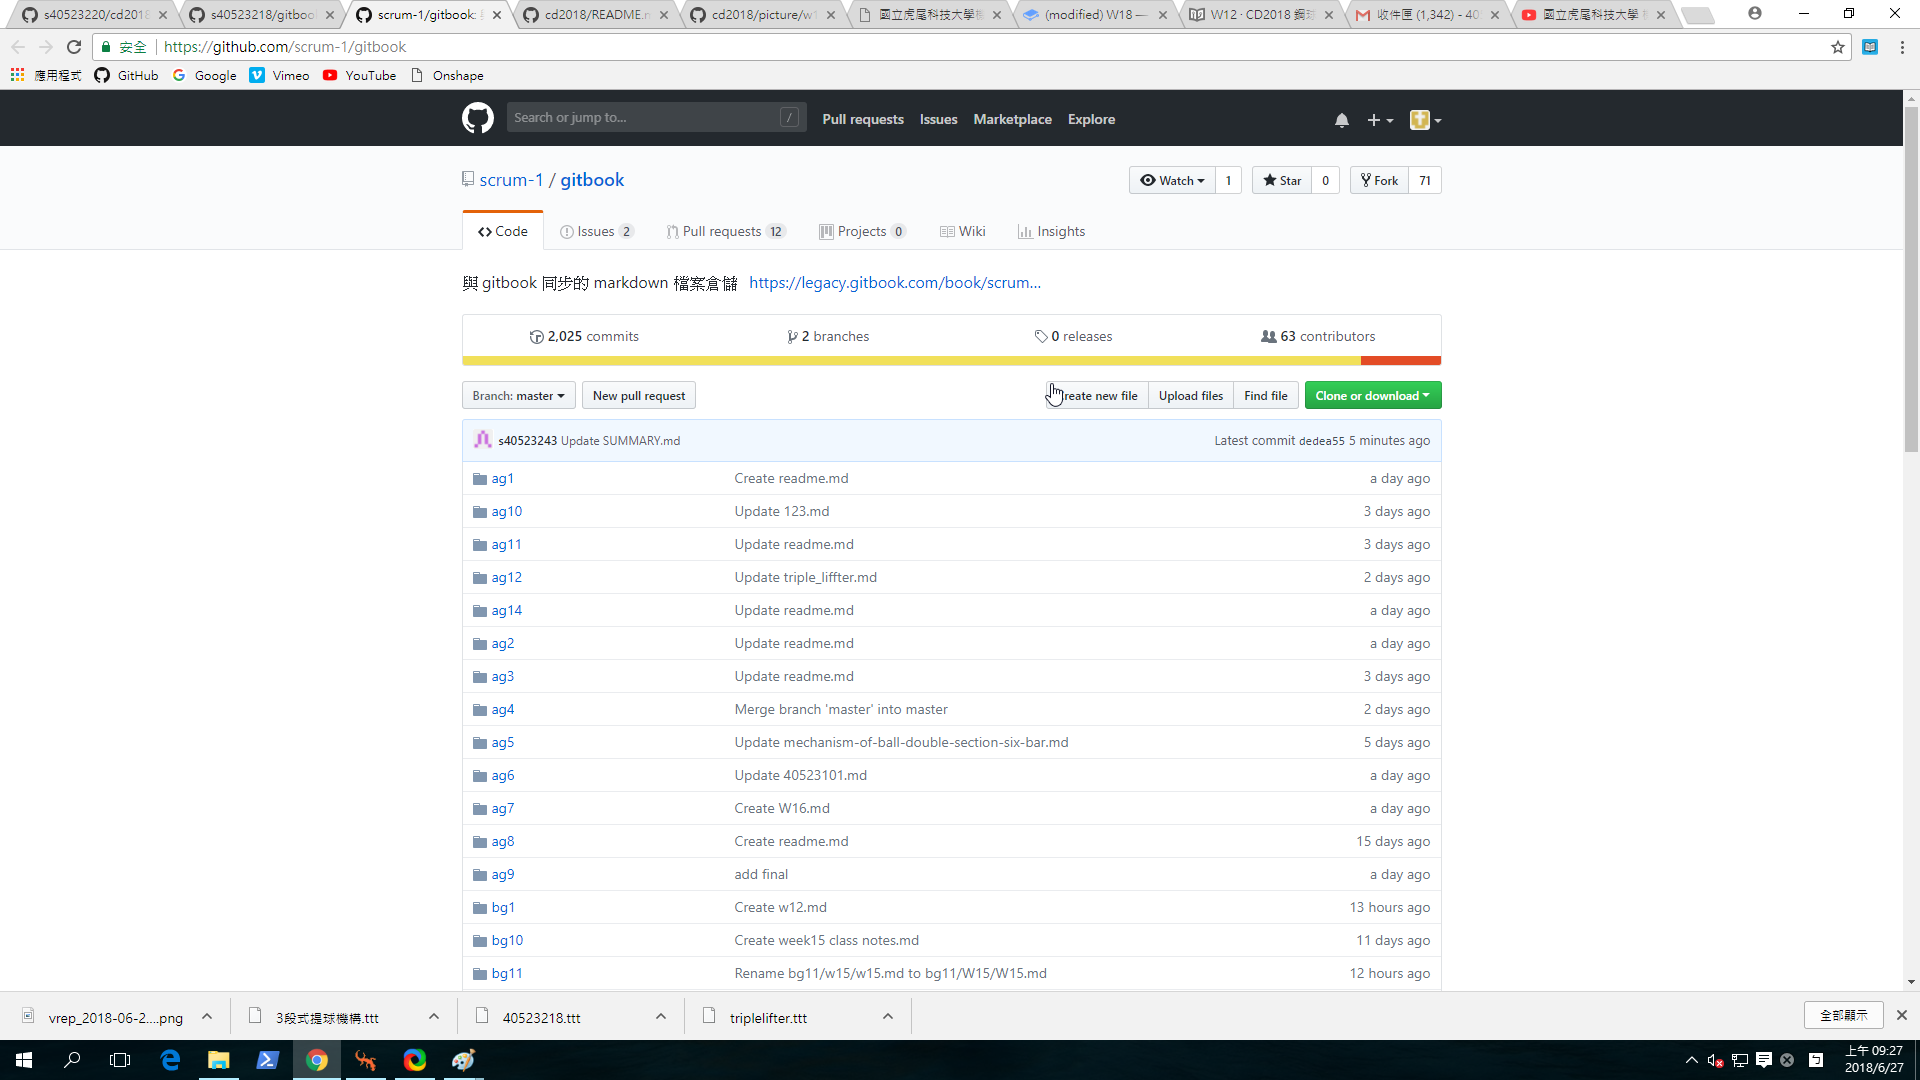 s40523220/cd2018 s40523218/gitboo scrum-1/gitbook: cd2018/README.m cd2018/picture/w1 國立虎尾科技大學機 (modified) W18 — W12 · CD2018 鋼球 收件匣 (1,342) - 40 國立虎尾科技大學
安全 https://github.com/scrum-1/gitbook
應用程式 GitHub Google Vimeo YouTube Onshape
Search or jump to... / Pull requests Issues Marketplace Explore
scrum-1 / gitbook Watch 1 Star 0 Fork 71
Code Issues 2 Pull requests 12 Projects 0 Wiki Insights
與 gitbook 同步的 markdown 檔案倉儲 https://legacy.gitbook.com/book/scrum...
2,025 commits 2 branches 0 releases 63 contributors
Branch: master New pull request reate new file Upload files Find file Clone or download
s40523243 Update SUMMARY.md Latest commit dedea55 5 minutes ago
ag1 Create readme.md a day ago
ag10 Update 123.md 3 days ago
ag11 Update readme.md 3 days ago
ag12 Update triple_liffter.md 2 days ago
ag14 Update readme.md a day ago
ag2 Update readme.md a day ago
ag3 Update readme.md 3 days ago
ag4 Merge branch 'master' into master 2 days ago
ag5 Update mechanism-of-ball-double-section-six-bar.md 5 days ago
ag6 Update 40523101.md a day ago
ag7 Create W16.md a day ago
ag8 Create readme.md 15 days ago
ag9 add final a day ago
bg1 Create w12.md 13 hours ago
bg10 Create week15 class notes.md 11 days ago
bg11 Rename bg11/w15/w15.md to bg11/W15/W15.md 12 hours ago
vrep_2018-06-2....png 3段式提球機構.ttt 40523218.ttt triplelifter.ttt 全部顯示
上午 09:27
2018/6/27